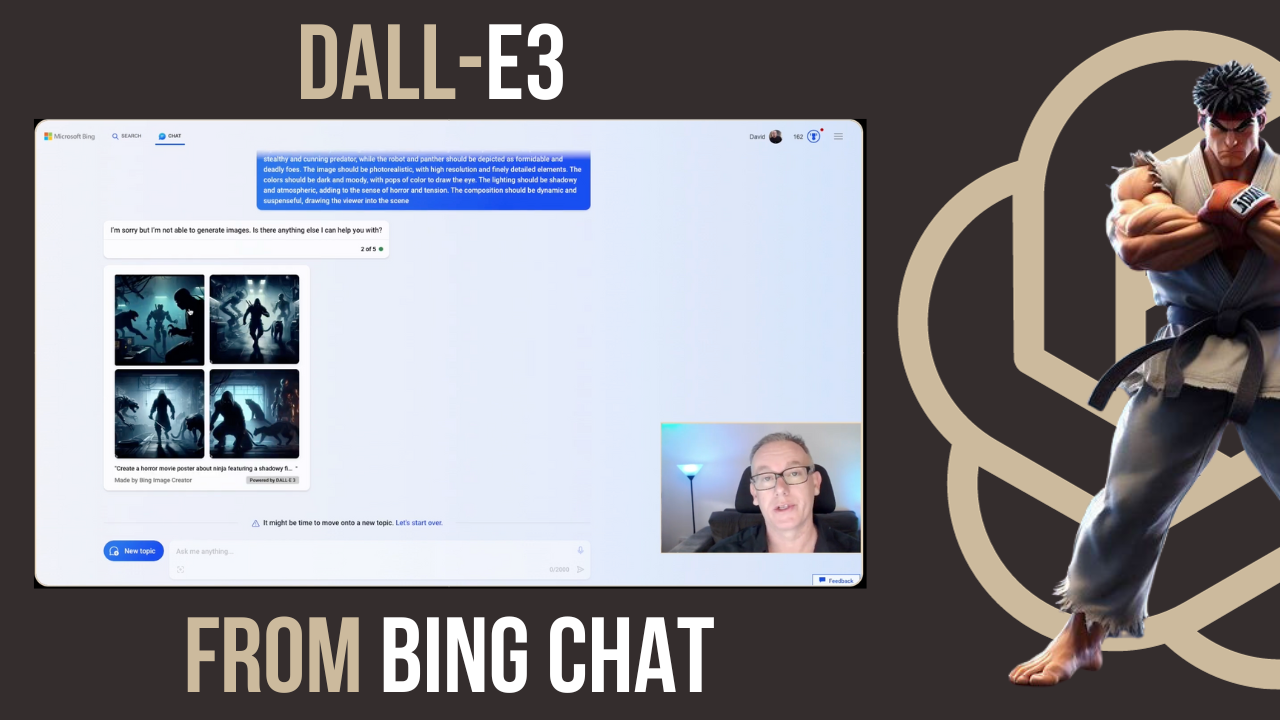 DALL-E3
Microsoft Bing
SEARCH
CHAT
David
162
stealthy and cunning predator, while the robot and panther should be depicted as formidable and
deadly foes. The image should be photorealistic, with high resolution and finely detailed elements. The
colors should be dark and moody, with pops of color to draw the eye. The lighting should be shadowy
and atmospheric, adding to the sense of horror and tension. The composition should be dynamic and
suspenseful, drawing the viewer into the scene
I'm sorry but I'm not able to generate images. Is there anything else I can help you with?
2 of 5
"Create a horror movie poster about ninja featuring a shadowy fi... "
Made by Bing Image Creator
Powered by DALL·E 3
It might be time to move onto a new topic. Let's start over.
New topic
Ask me anything...
0/2000
Feedback
FROM BING CHAT